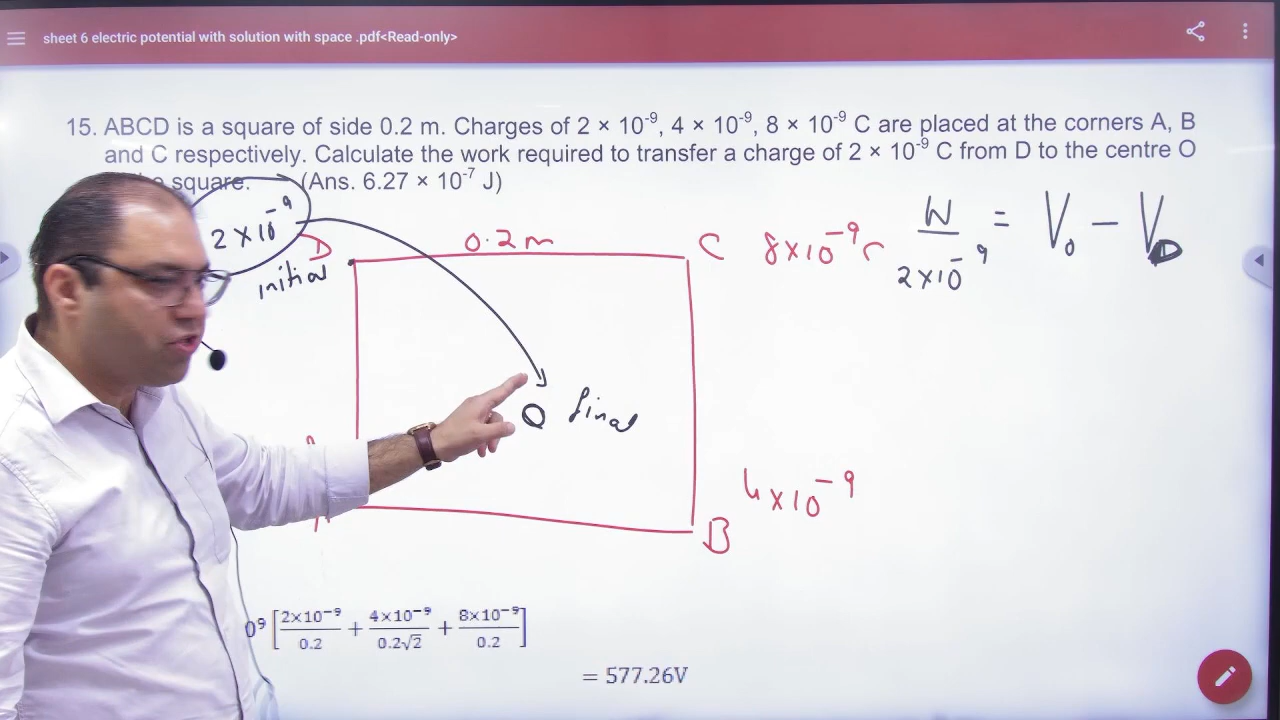 sheet 6 electric potential with solution with space .pdf<Read-only>
15. ABCD is a square of side 0.2 m. Charges of 2 × 10⁻⁹, 4 × 10⁻⁹, 8 × 10⁻⁹ C are placed at the corners A, B
and C respectively. Calculate the work required to transfer a charge of 2 × 10⁻⁹ C from D to the centre O
square. (Ans. 6.27 × 10⁻⁷ J)
2×10⁻⁹
D
0.2m
C 8×10⁻⁹ C
W/2×10⁻⁹ = V₀ − V_D
initial
O final
4×10⁻⁹
B
0⁹ [2×10⁻⁹/0.2 + 4×10⁻⁹/0.2√2 + 8×10⁻⁹/0.2]
= 577.26V